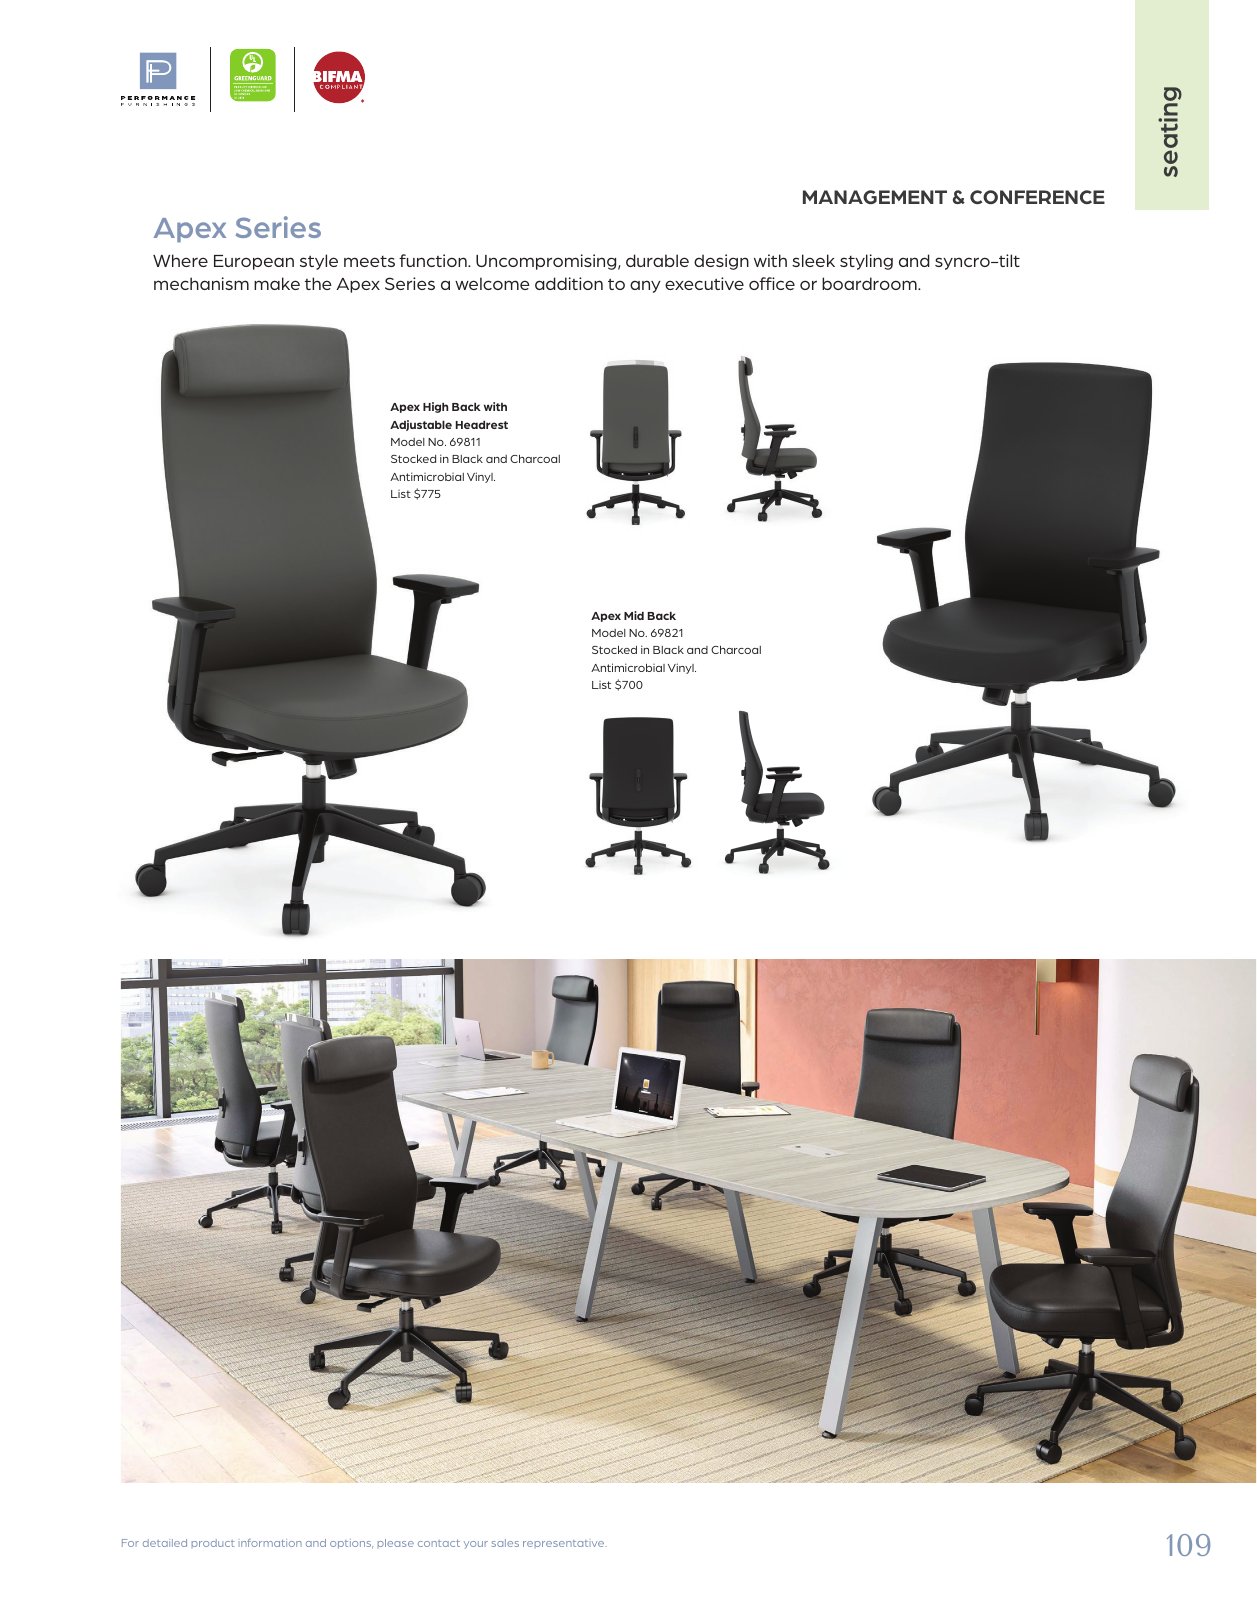 PERFORMANCE
FURNISHINGS
GREENGUARD
BIFMA
COMPLIANT
seating
MANAGEMENT & CONFERENCE
Apex Series
Where European style meets function. Uncompromising, durable design with sleek styling and syncro-tilt
mechanism make the Apex Series a welcome addition to any executive office or boardroom.
Apex High Back with
Adjustable Headrest
Model No. 69811
Stocked in Black and Charcoal
Antimicrobial Vinyl.
List $775
Apex Mid Back
Model No. 69821
Stocked in Black and Charcoal
Antimicrobial Vinyl.
List $700
For detailed product information and options, please contact your sales representative.
109